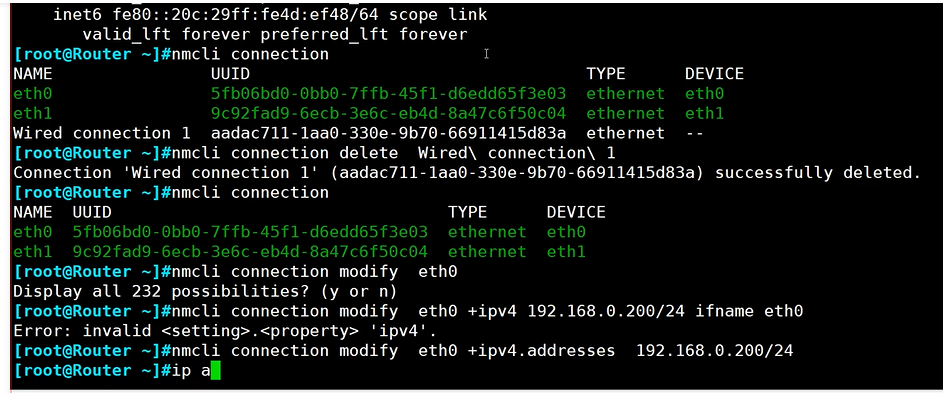 inet6 fe80::20c:29ff:fe4d:ef48/64 scope link
valid_lft forever preferred_lft forever
[root@Router ~]#nmcli connection
NAME UUID TYPE DEVICE
eth0 5fb06bd0-0bb0-7ffb-45f1-d6edd65f3e03 ethernet eth0
eth1 9c92fad9-6ecb-3e6c-eb4d-8a47c6f50c04 ethernet eth1
Wired connection 1 aadac711-1aa0-330e-9b70-66911415d83a ethernet --
[root@Router ~]#nmcli connection delete  Wired\ connection\ 1
Connection 'Wired connection 1' (aadac711-1aa0-330e-9b70-66911415d83a) successfully deleted.
[root@Router ~]#nmcli connection
NAME UUID TYPE DEVICE
eth0 5fb06bd0-0bb0-7ffb-45f1-d6edd65f3e03 ethernet eth0
eth1 9c92fad9-6ecb-3e6c-eb4d-8a47c6f50c04 ethernet eth1
[root@Router ~]#nmcli connection modify  eth0
Display all 232 possibilities? (y or n)
[root@Router ~]#nmcli connection modify  eth0 +ipv4 192.168.0.200/24 ifname eth0
Error: invalid <setting>.<property> 'ipv4'.
[root@Router ~]#nmcli connection modify  eth0 +ipv4.addresses  192.168.0.200/24
[root@Router ~]#ip a